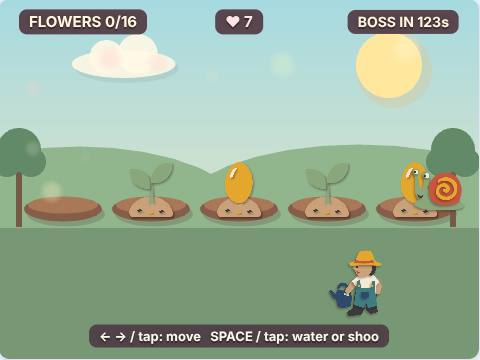 FLOWERS 0/16
♥ 7
BOSS IN 123s
← → / tap: move SPACE / tap: water or shoo